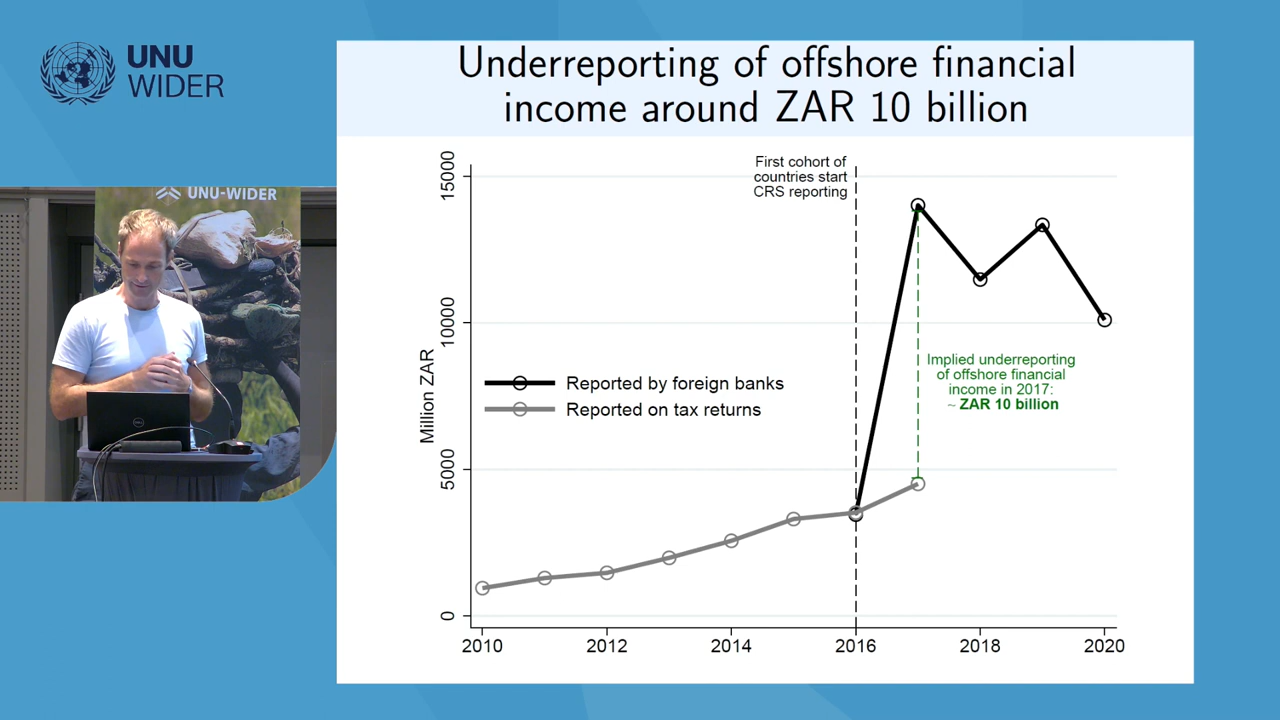 UNU
WIDER
UNU-WIDER
Underreporting of offshore financial
income around ZAR 10 billion
First cohort of
countries start
CRS reporting
15000
10000
5000
0
Million ZAR
Reported by foreign banks
Reported on tax returns
Implied underreporting
of offshore financial
income in 2017:
~ ZAR 10 billion
2010
2012
2014
2016
2018
2020